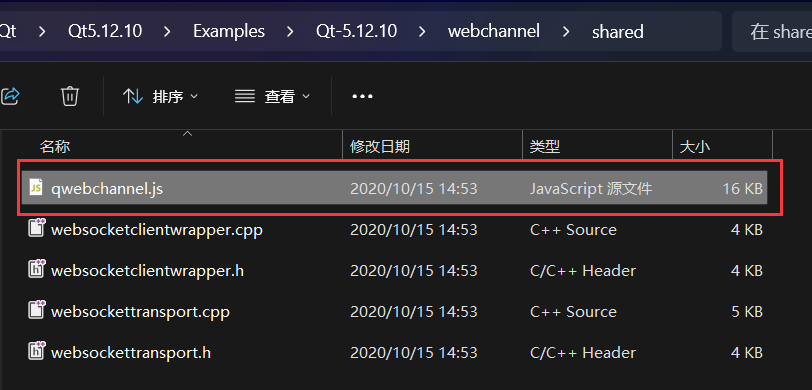 Qt > Qt5.12.10 > Examples > Qt-5.12.10 > webchannel > shared 在 share
排序 查看 •••
名称 修改日期 类型 大小
JS qwebchannel.js 2020/10/15 14:53 JavaScript 源文件 16 KB
websocketclientwrapper.cpp 2020/10/15 14:53 C++ Source 4 KB
h websocketclientwrapper.h 2020/10/15 14:53 C/C++ Header 4 KB
websockettransport.cpp 2020/10/15 14:53 C++ Source 5 KB
h websockettransport.h 2020/10/15 14:53 C/C++ Header 4 KB